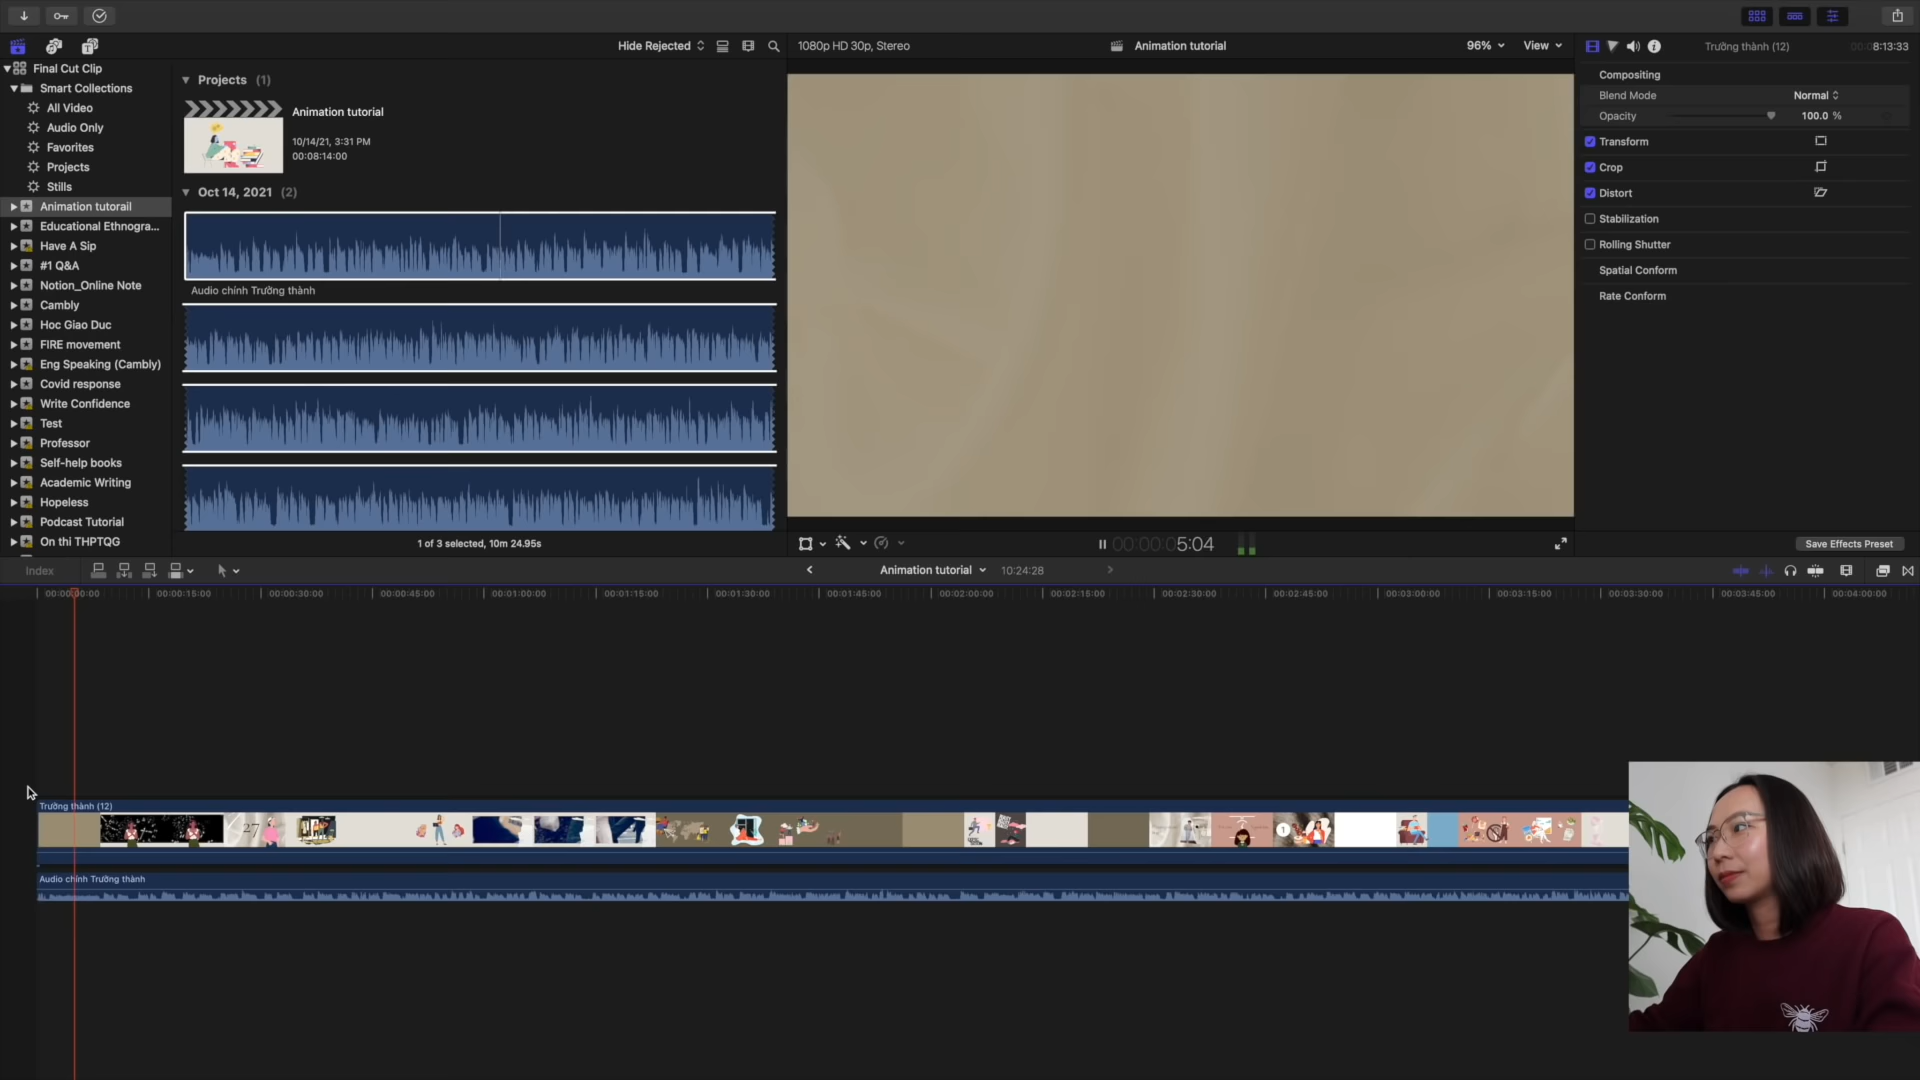 Hide Rejected
1080p HD 30p, Stereo
Animation tutorial
96%
View
Trưởng thành (12)
00:00:8:13:33
Final Cut Clip
Smart Collections
All Video
Audio Only
Favorites
Projects
Stills
Animation tutorail
Educational Ethnogra...
Have A Sip
#1 Q&A
Notion_Online Note
Cambly
Hoc Giao Duc
FIRE movement
Eng Speaking (Cambly)
Covid response
Write Confidence
Test
Professor
Self-help books
Academic Writing
Hopeless
Podcast Tutorial
On thi THPTQG
Projects (1)
Animation tutorial
10/14/21, 3:31 PM
00:08:14:00
Oct 14, 2021 (2)
Audio chính Trưởng thành
1 of 3 selected, 10m 24.95s
00:00:05:04
Compositing
Blend Mode
Normal
Opacity
100.0 %
Transform
Crop
Distort
Stabilization
Rolling Shutter
Spatial Conform
Rate Conform
Save Effects Preset
Index
Animation tutorial
10:24:28
00:00:00:00
00:00:15:00
00:00:30:00
00:00:45:00
00:01:00:00
00:01:15:00
00:01:30:00
00:01:45:00
00:02:00:00
00:02:15:00
00:02:30:00
00:02:45:00
00:03:00:00
00:03:15:00
00:03:30:00
00:03:45:00
00:04:00:00
Trưởng thành (12)
27
1
Audio chính Trưởng thành